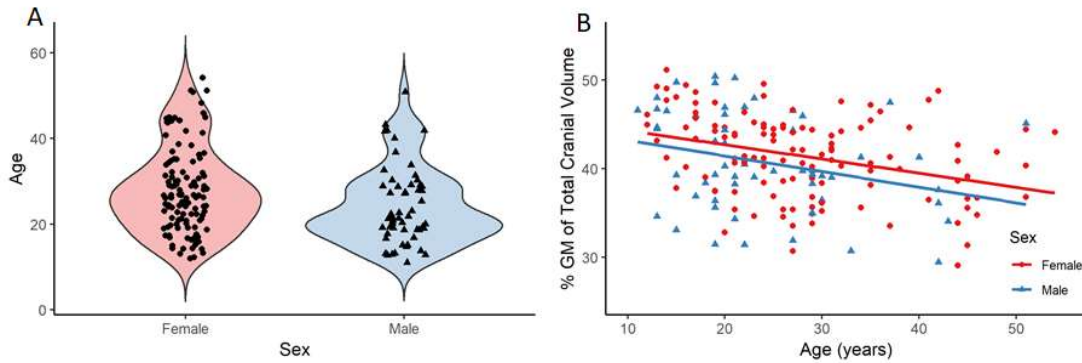 A
Age
60
40
20
0
Female
Male
Sex
B
% GM of Total Cranial Volume
50
40
30
10
20
30
40
50
Age (years)
Sex
Female
Male